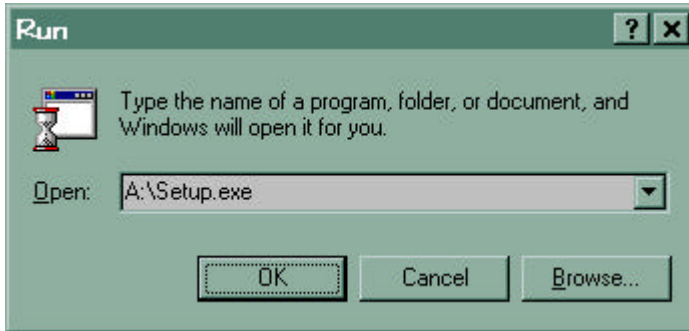 Run
Type the name of a program, folder, or document, and
Windows will open it for you.
Open: A:\Setup.exe
OK Cancel Browse...